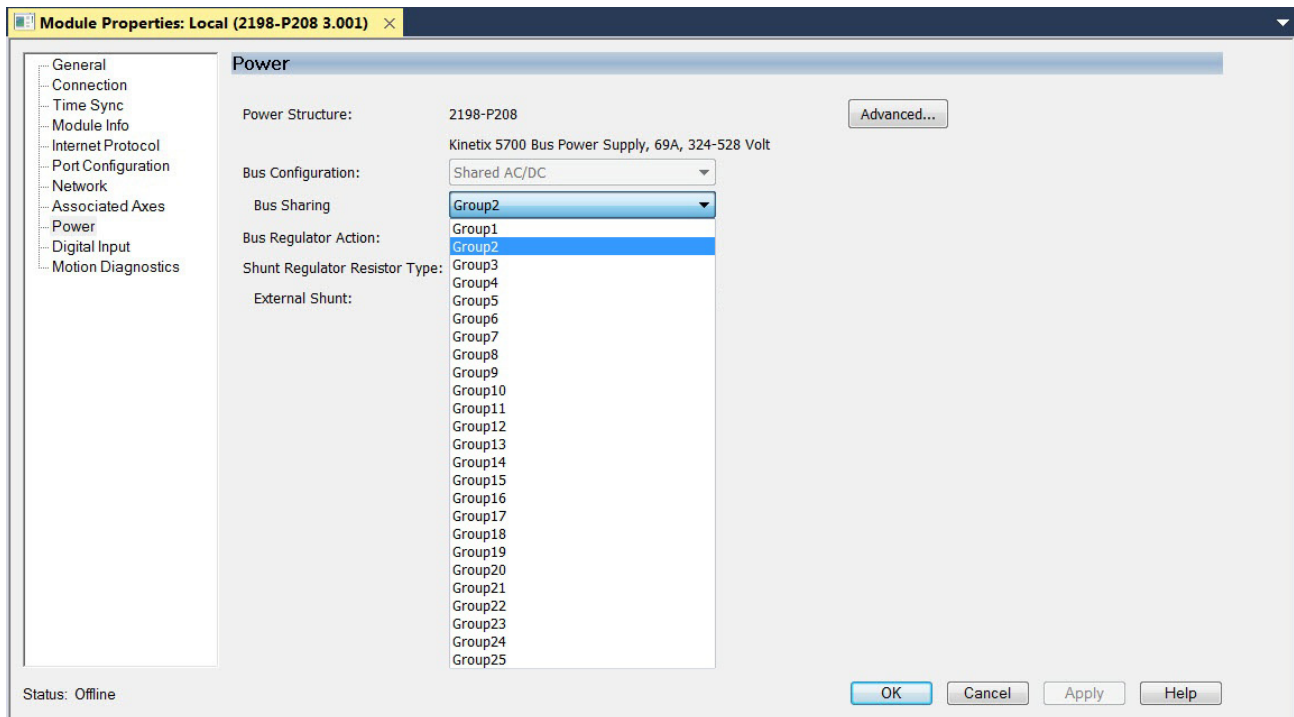 Module Properties: Local (2198-P208 3.001) ×
General
Connection
Time Sync
Module Info
Internet Protocol
Port Configuration
Network
Associated Axes
Power
Digital Input
Motion Diagnostics
Power
Power Structure: 2198-P208 Advanced...
Kinetix 5700 Bus Power Supply, 69A, 324-528 Volt
Bus Configuration: Shared AC/DC
Bus Sharing Group2
Bus Regulator Action:
Shunt Regulator Resistor Type:
External Shunt:
Group1
Group2
Group3
Group4
Group5
Group6
Group7
Group8
Group9
Group10
Group11
Group12
Group13
Group14
Group15
Group16
Group17
Group18
Group19
Group20
Group21
Group22
Group23
Group24
Group25
Status: Offline OK Cancel Apply Help